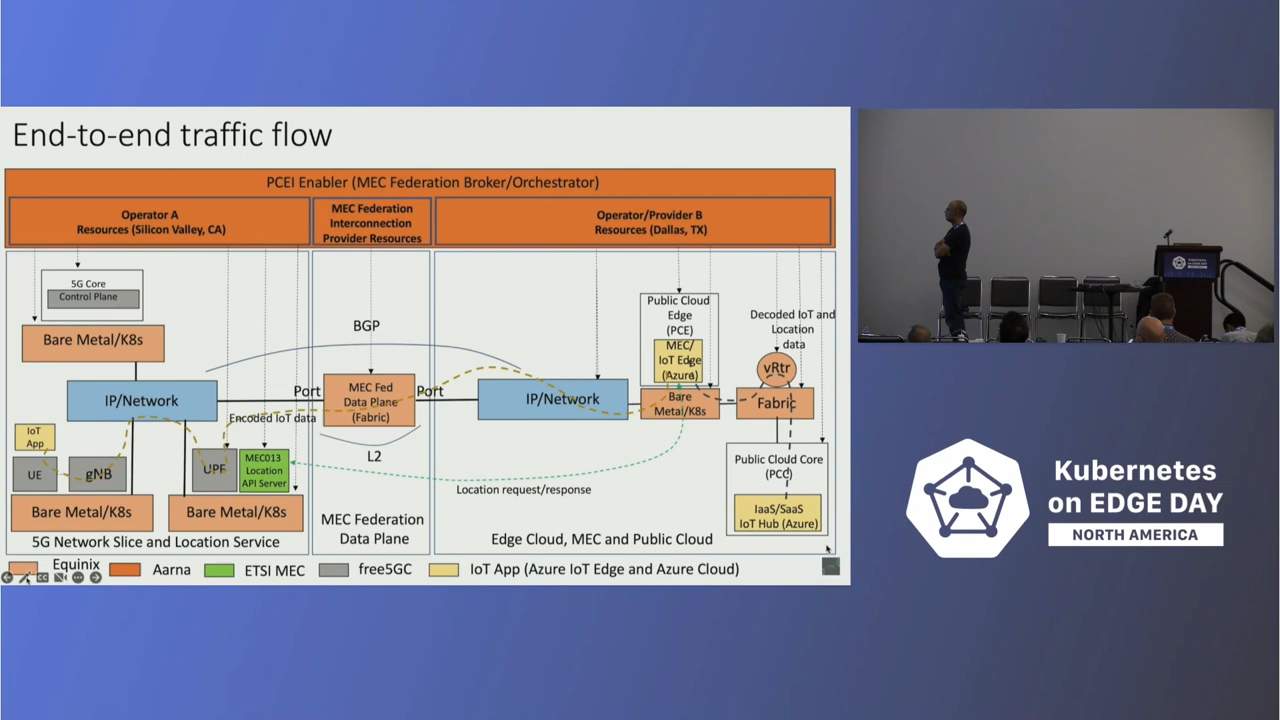 End-to-end traffic flow
PCEI Enabler (MEC Federation Broker/Orchestrator)
Operator A
Resources (Silicon Valley, CA)
MEC Federation
Interconnection
Provider Resources
Operator/Provider B
Resources (Dallas, TX)
5G Core
Control Plane
Bare Metal/K8s
IP/Network
IoT
App
UE
gNB
UPF
MEC013
Location
API Server
Bare Metal/K8s
Bare Metal/K8s
5G Network Slice and Location Service
BGP
Port
MEC Fed
Data Plane
(Fabric)
Port
Encoded IoT data
L2
Location request/response
MEC Federation
Data Plane
IP/Network
Public Cloud
Edge
(PCE)
MEC/
IoT Edge
(Azure)
Bare
Metal/K8s
Decoded IoT and
Location
data
vRtr
Fabric
Public Cloud Core
(PCC)
IaaS/SaaS
IoT Hub (Azure)
Edge Cloud, MEC and Public Cloud
Equinix
Aarna
ETSI MEC
free5GC
IoT App (Azure IoT Edge and Azure Cloud)
Kubernetes
on EDGE DAY
Kubernetes
on EDGE DAY
NORTH AMERICA